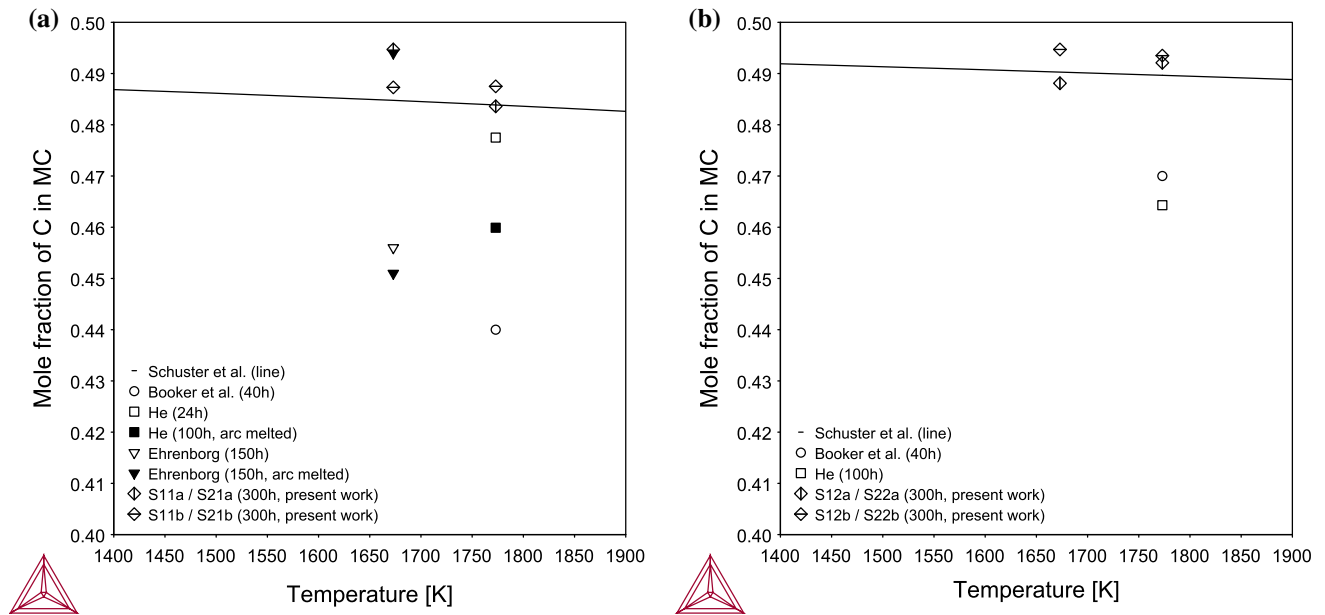 (a)
0.50
0.49
0.48
0.47
0.46
0.45
0.44
0.43
0.42
0.41
0.40
Mole fraction of C in MC
Schuster et al. (line)
Booker et al. (40h)
He (24h)
He (100h, arc melted)
Ehrenborg (150h)
Ehrenborg (150h, arc melted)
S11a / S21a (300h, present work)
S11b / S21b (300h, present work)
1400 1450 1500 1550 1600 1650 1700 1750 1800 1850 1900
Temperature [K]
(b)
0.50
0.49
0.48
0.47
0.46
0.45
0.44
0.43
0.42
0.41
0.40
Mole fraction of C in MC
Schuster et al. (line)
Booker et al. (40h)
He (100h)
S12a / S22a (300h, present work)
S12b / S22b (300h, present work)
1400 1450 1500 1550 1600 1650 1700 1750 1800 1850 1900
Temperature [K]